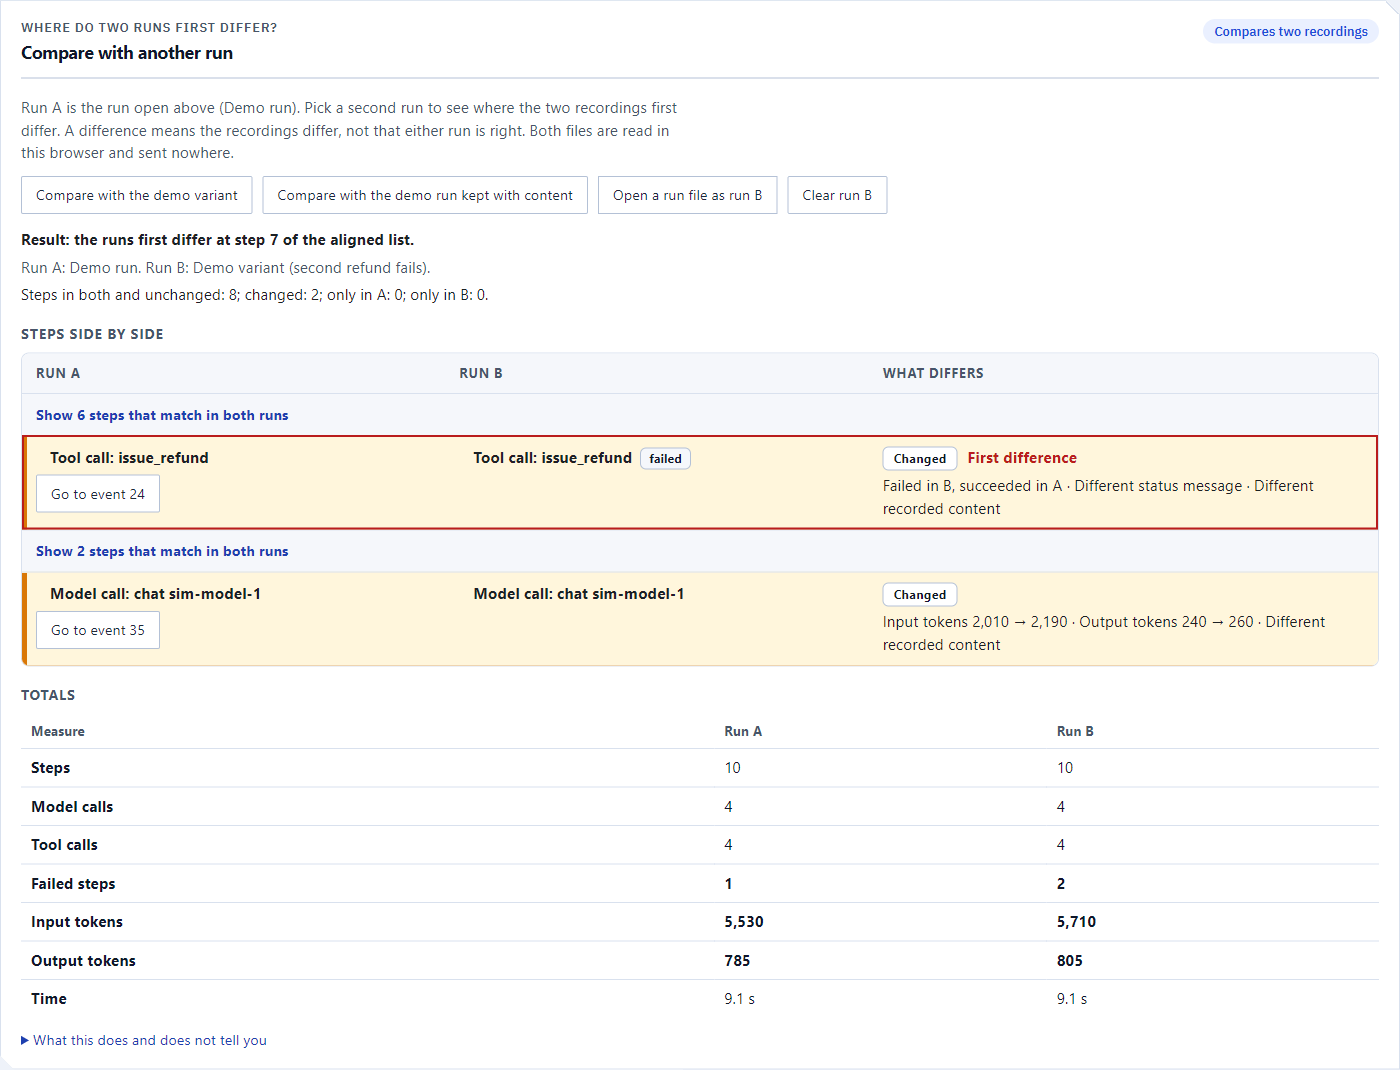 WHERE DO TWO RUNS FIRST DIFFER?
Compares two recordings
Compare with another run
Run A is the run open above (Demo run). Pick a second run to see where the two recordings first
differ. A difference means the recordings differ, not that either run is right. Both files are read in
this browser and sent nowhere.
Compare with the demo variant
Compare with the demo run kept with content
Open a run file as run B
Clear run B
Result: the runs first differ at step 7 of the aligned list.
Run A: Demo run. Run B: Demo variant (second refund fails).
Steps in both and unchanged: 8; changed: 2; only in A: 0; only in B: 0.
STEPS SIDE BY SIDE
RUN A RUN B WHAT DIFFERS
Show 6 steps that match in both runs
Tool call: issue_refund Tool call: issue_refund failed Changed First difference
Go to event 24
Failed in B, succeeded in A · Different status message · Different
recorded content
Show 2 steps that match in both runs
Model call: chat sim-model-1 Model call: chat sim-model-1 Changed
Go to event 35
Input tokens 2,010 → 2,190 · Output tokens 240 → 260 · Different
recorded content
TOTALS
Measure Run A Run B
Steps 10 10
Model calls 4 4
Tool calls 4 4
Failed steps 1 2
Input tokens 5,530 5,710
Output tokens 785 805
Time 9.1 s 9.1 s
What this does and does not tell you